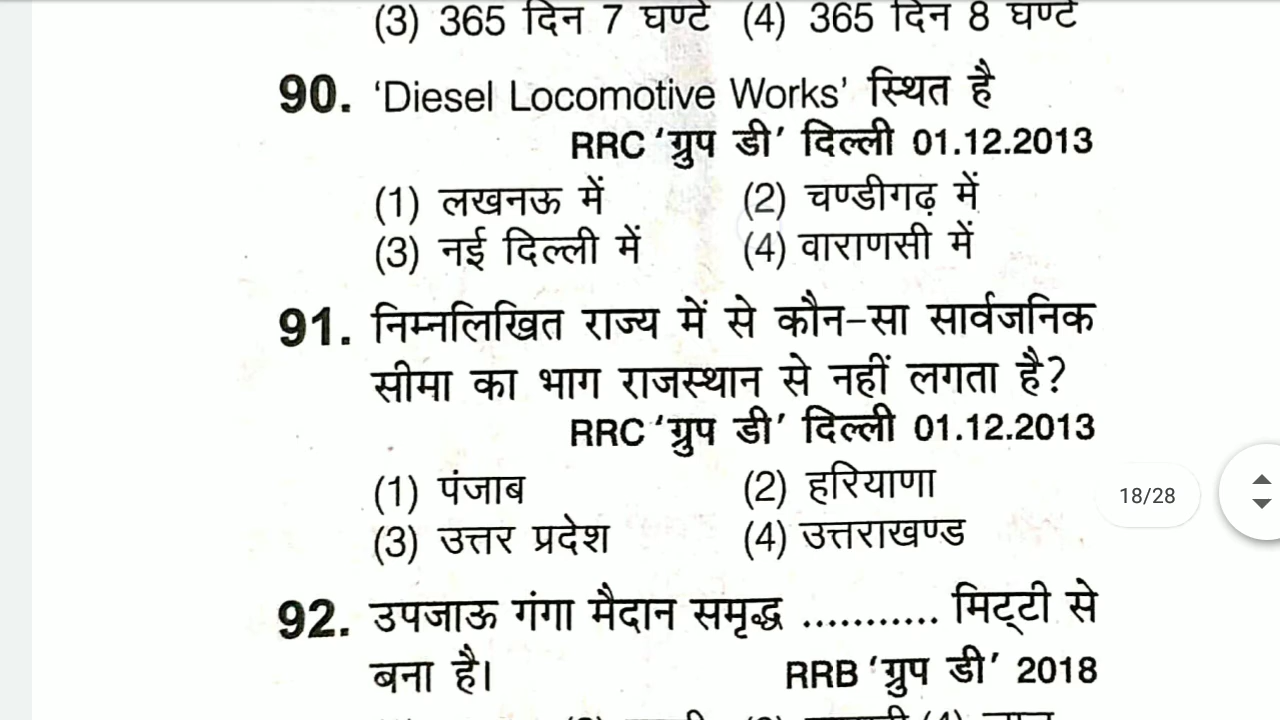 (3) 365 दिन 7 घण्टे (4) 365 दिन 8 घण्टे
90. ‘Diesel Locomotive Works’ स्थित है
RRC ‘ग्रुप डी’ दिल्ली 01.12.2013
(1) लखनऊ में (2) चण्डीगढ़ में
(3) नई दिल्ली में (4) वाराणसी में
91. निम्नलिखित राज्य में से कौन-सा सार्वजनिक
सीमा का भाग राजस्थान से नहीं लगता है?
RRC ‘ग्रुप डी’ दिल्ली 01.12.2013
(1) पंजाब (2) हरियाणा
18/28
(3) उत्तर प्रदेश (4) उत्तराखण्ड
92. उपजाऊ गंगा मैदान समृद्ध ........... मिट्टी से
बना है। RRB ‘ग्रुप डी’ 2018